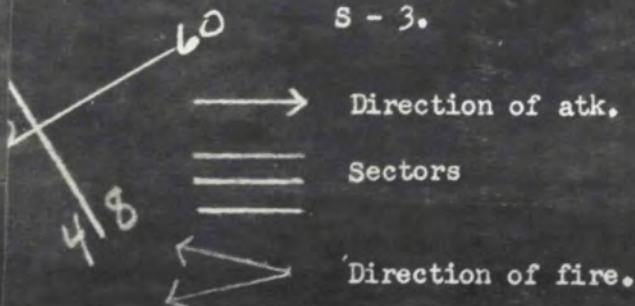 60
S - 3.
Direction of atk.
Sectors
48
Direction of fire.